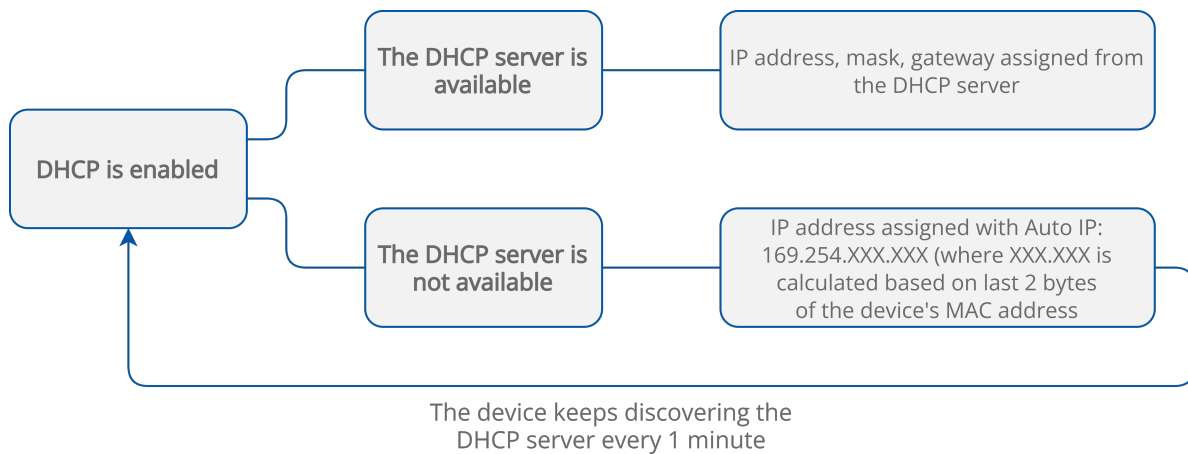 DHCP is enabled
The DHCP server is
available
IP address, mask, gateway assigned from
the DHCP server
The DHCP server is
not available
IP address assigned with Auto IP:
169.254.XXX.XXX (where XXX.XXX is
calculated based on last 2 bytes
of the device's MAC address
The device keeps discovering the
DHCP server every 1 minute